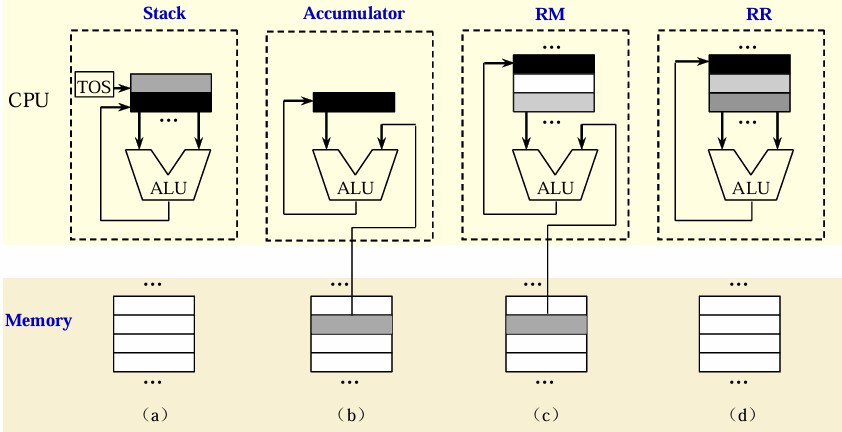 Stack Accumulator RM RR
... ...
TOS
CPU
... ... ...
ALU ALU ALU ALU
... ... ... ...
Memory
... ... ... ...
（a） （b） （c） （d）